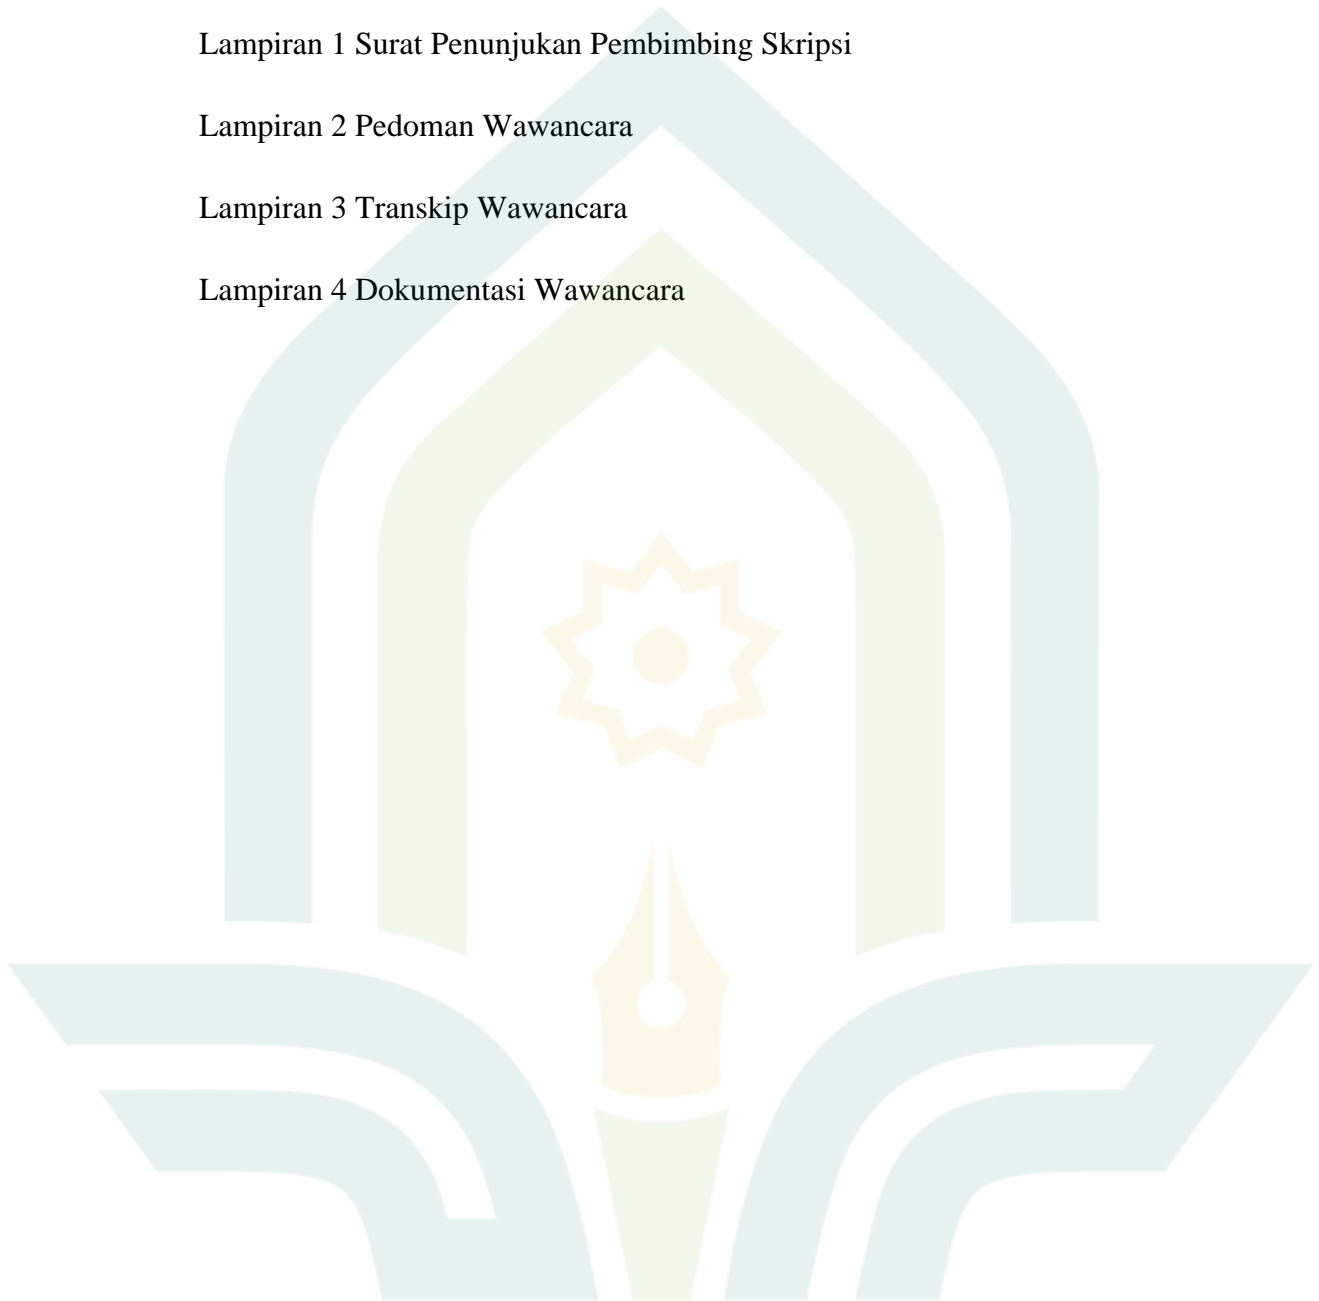 Lampiran 1 Surat Penunjukan Pembimbing Skripsi
Lampiran 2 Pedoman Wawancara
Lampiran 3 Transkip Wawancara
Lampiran 4 Dokumentasi Wawancara